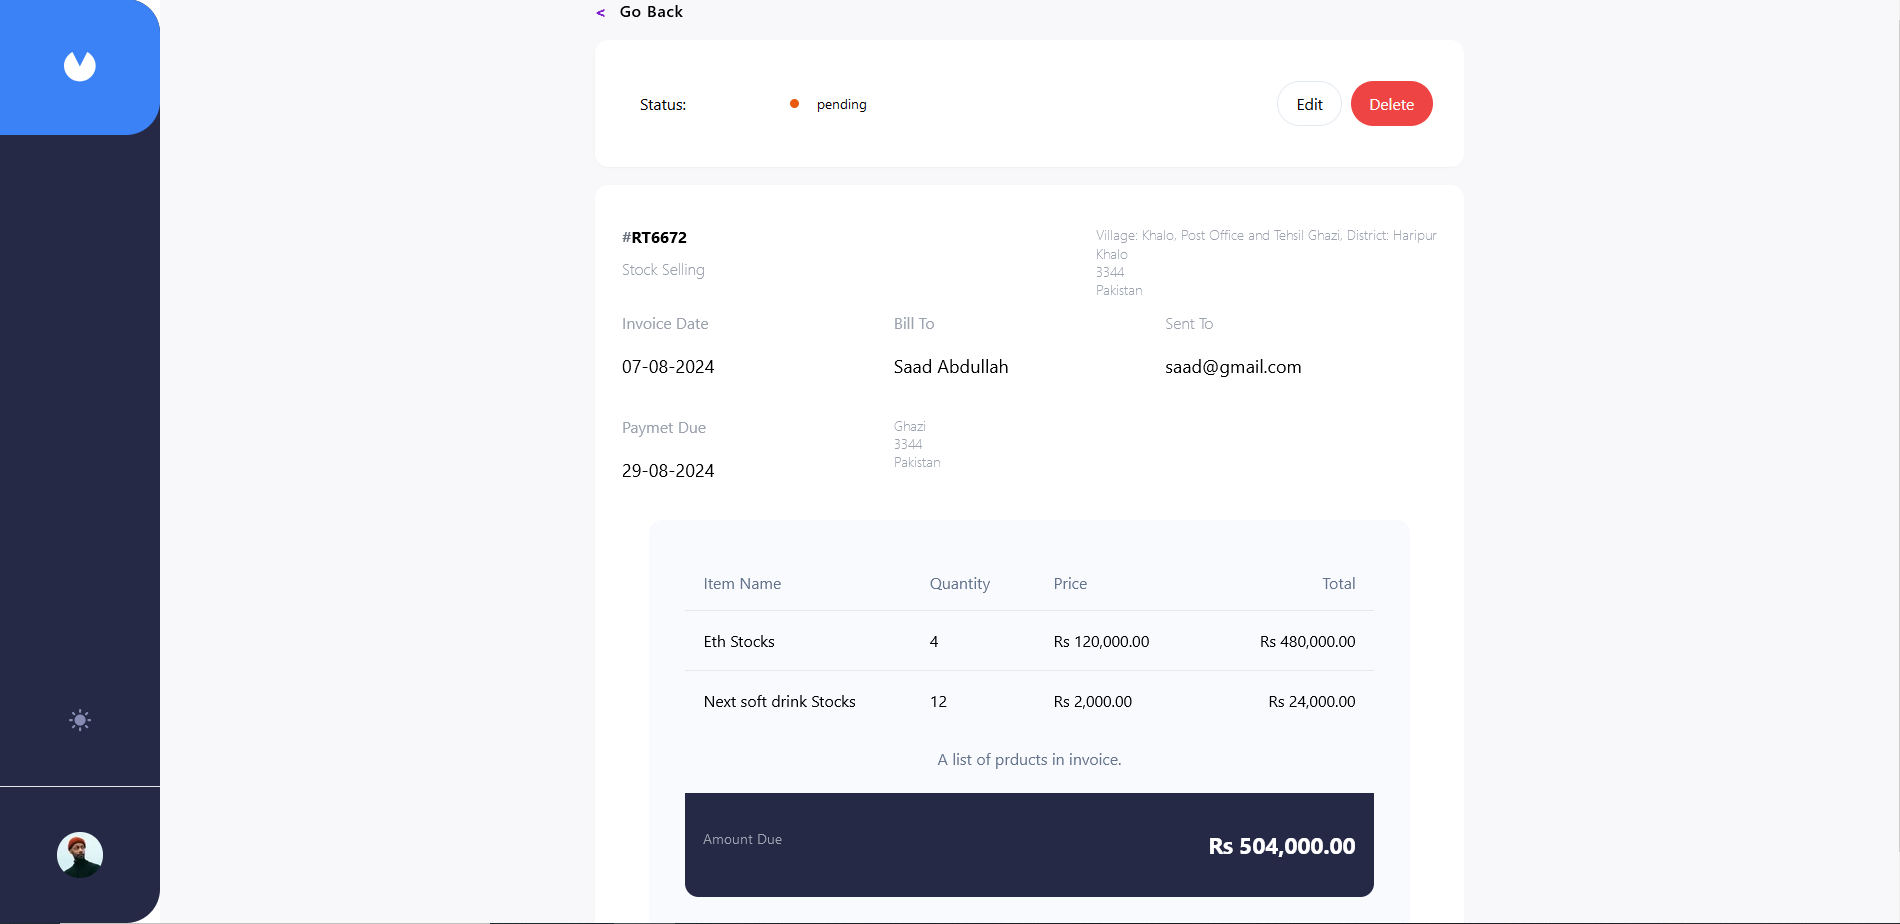 < Go Back
Status: pending Edit Delete
#RT6672
Stock Selling
Village: Khalo, Post Office and Tehsil Ghazi, District: Haripur
Khalo
3344
Pakistan
Invoice Date Bill To Sent To
07-08-2024 Saad Abdullah saad@gmail.com
Paymet Due
29-08-2024
Ghazi
3344
Pakistan
Item Name Quantity Price Total
Eth Stocks 4 Rs 120,000.00 Rs 480,000.00
Next soft drink Stocks 12 Rs 2,000.00 Rs 24,000.00
A list of prducts in invoice.
Amount Due Rs 504,000.00